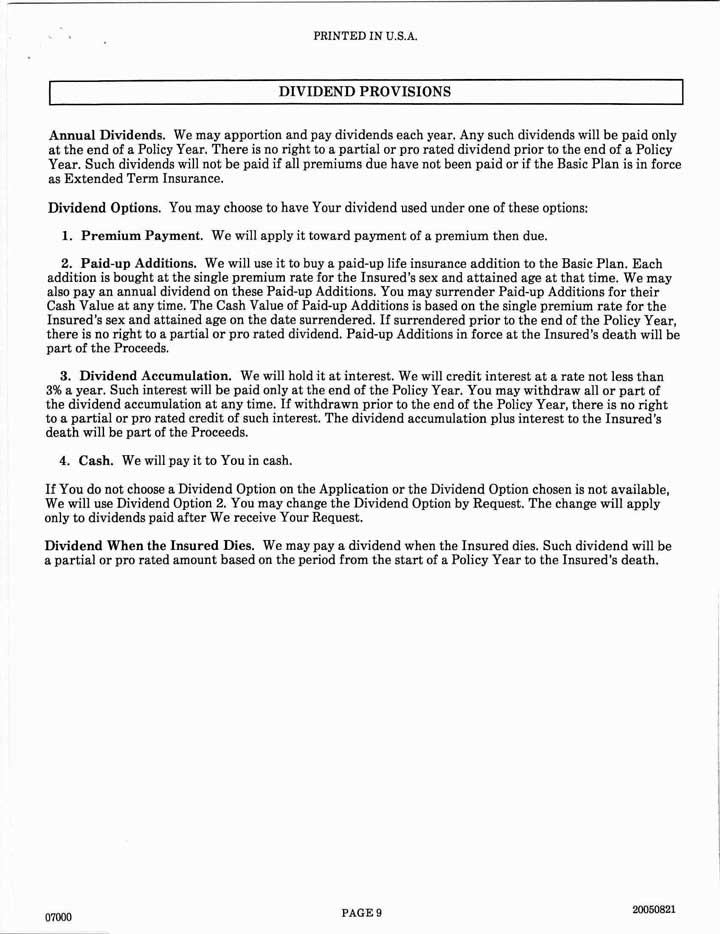 PRINTED IN U.S.A.
DIVIDEND PROVISIONS
Annual Dividends. We may apportion and pay dividends each year. Any such dividends will be paid only
at the end of a Policy Year. There is no right to a partial or pro rated dividend prior to the end of a Policy
Year. Such dividends will not be paid if all premiums due have not been paid or if the Basic Plan is in force
as Extended Term Insurance.
Dividend Options. You may choose to have Your dividend used under one of these options:
1. Premium Payment. We will apply it toward payment of a premium then due.
2. Paid-up Additions. We will use it to buy a paid-up life insurance addition to the Basic Plan. Each
addition is bought at the single premium rate for the Insured's sex and attained age at that time. We may
also pay an annual dividend on these Paid-up Additions. You may surrender Paid-up Additions for their
Cash Value at any time. The Cash Value of Paid-up Additions is based on the single premium rate for the
Insured's sex and attained age on the date surrendered. If surrendered prior to the end of the Policy Year,
there is no right to a partial or pro rated dividend. Paid-up Additions in force at the Insured's death will be
part of the Proceeds.
3. Dividend Accumulation. We will hold it at interest. We will credit interest at a rate not less than
3% a year. Such interest will be paid only at the end of the Policy Year. You may withdraw all or part of
the dividend accumulation at any time. If withdrawn prior to the end of the Policy Year, there is no right
to a partial or pro rated credit of such interest. The dividend accumulation plus interest to the Insured's
death will be part of the Proceeds.
4. Cash. We will pay it to You in cash.
If You do not choose a Dividend Option on the Application or the Dividend Option chosen is not available,
We will use Dividend Option 2. You may change the Dividend Option by Request. The change will apply
only to dividends paid after We receive Your Request.
Dividend When the Insured Dies. We may pay a dividend when the Insured dies. Such dividend will be
a partial or pro rated amount based on the period from the start of a Policy Year to the Insured's death.
07000
PAGE 9
20050821